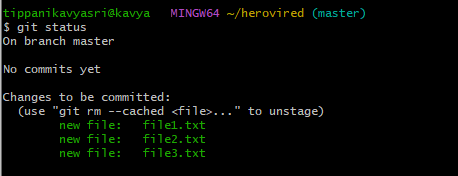 tippanikavyasri@kavya MINGW64 ~/herovired (master)
$ git status
On branch master
No commits yet
Changes to be committed:
(use "git rm --cached <file>..." to unstage)
new file: file1.txt
new file: file2.txt
new file: file3.txt